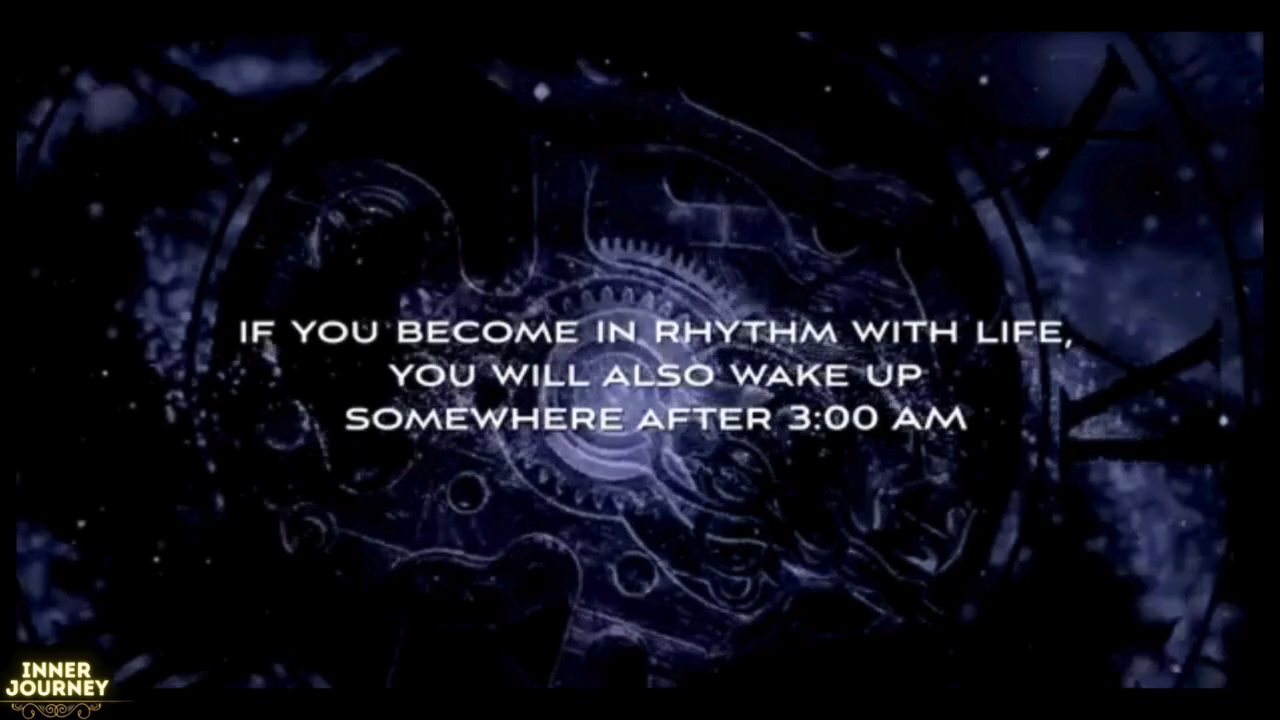 IF YOU BECOME IN RHYTHM WITH LIFE,
YOU WILL ALSO WAKE UP
SOMEWHERE AFTER 3:00 AM
INNER
JOURNEY